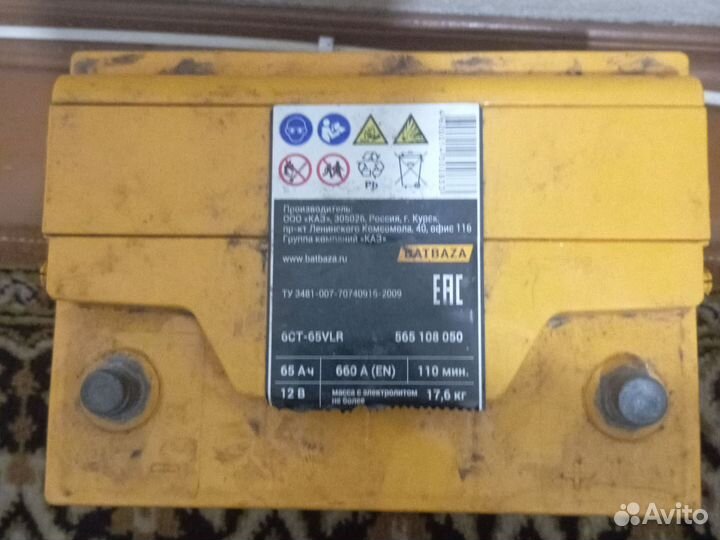 Pb
Производитель:
ООО «КАЗ», 305026, Россия, г. Курск,
пр-кт Ленинского Комсомола, 40, офис 116
Группа компаний «КАЗ»
www.batbaza.ru
BATBAZA
ТУ 3481-007-70740915-2009
EAC
6СТ-65VLR 565 108 050
65 А·ч 660 А (EN) 110 мин.
12 В масса с электролитом не более 17,6 кг
Avito